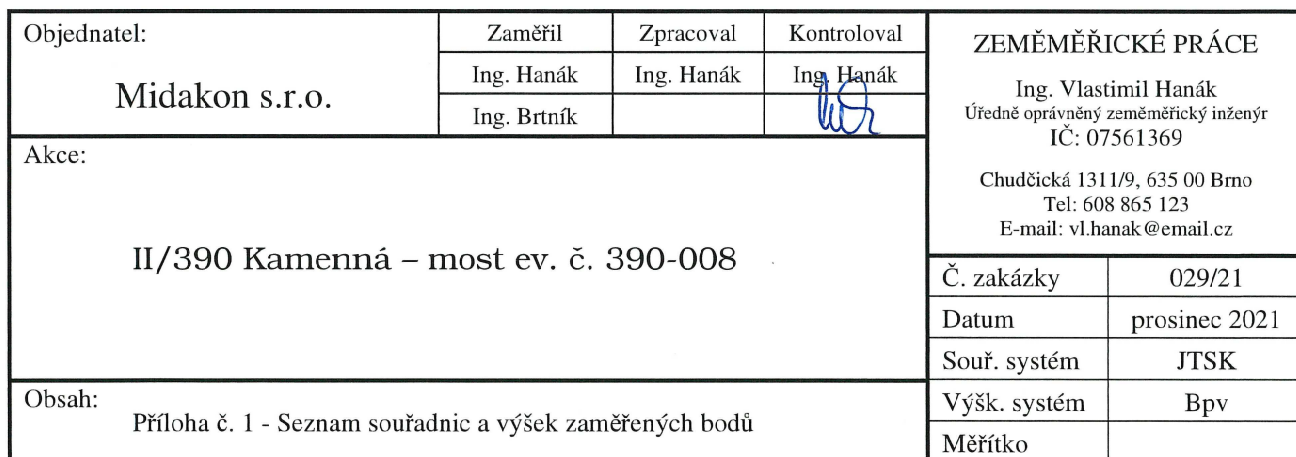 Objednatel:
Midakon s.r.o.
Zaměřil
Zpracoval
Kontroloval
Ing. Hanák
Ing. Hanák
Ing. Hanák
Ing. Brtník
ZEMĚMĚŘICKÉ PRÁCE
Ing. Vlastimil Hanák
Úředně oprávněný zeměměřický inženýr
IČ: 07561369
Chudčická 1311/9, 635 00 Brno
Tel: 608 865 123
E-mail: vl.hanak@email.cz
Akce:
II/390 Kamenná – most ev. č. 390-008
Č. zakázky
029/21
Datum
prosinec 2021
Souř. systém
JTSK
Výšk. systém
Bpv
Měřítko
Obsah:
Příloha č. 1 - Seznam souřadnic a výšek zaměřených bodů